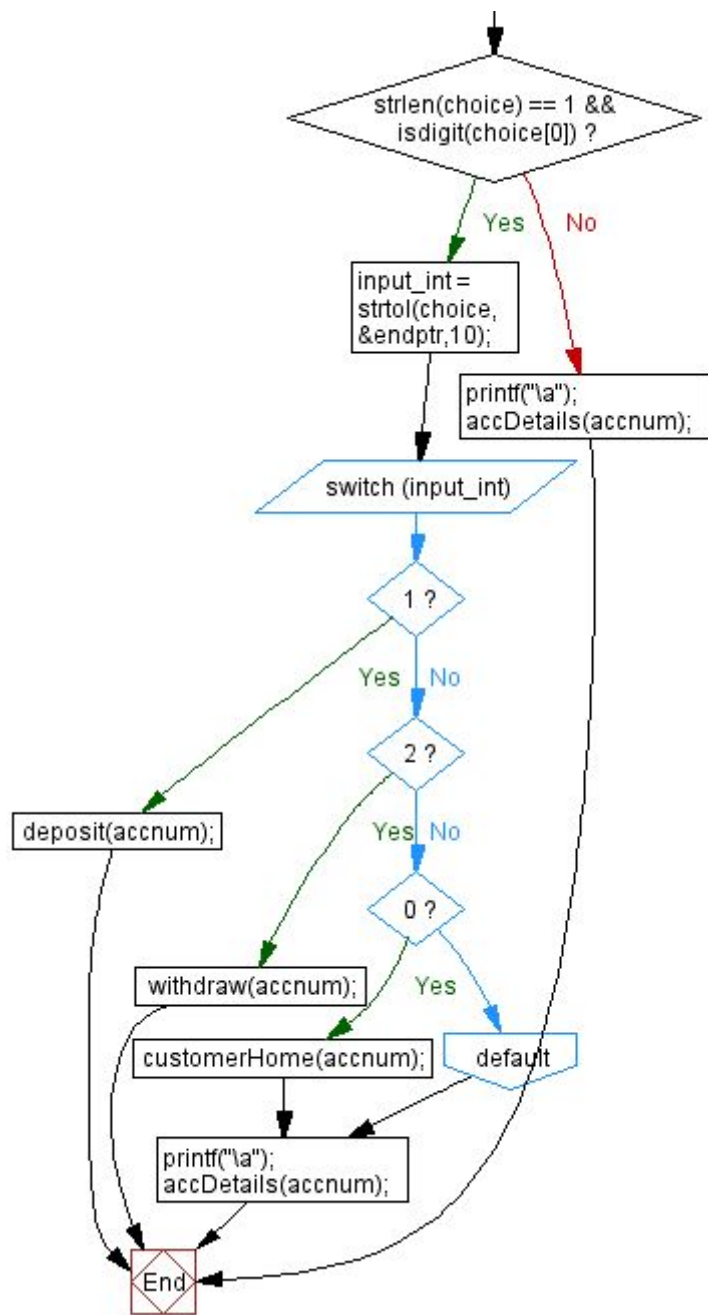 strlen(choice) == 1 &&
isdigit(choice[0]) ?
Yes
No
input_int =
strtol(choice,
&endptr,10);
printf("\a");
accDetails(accnum);
switch (input_int)
1 ?
Yes
No
2 ?
deposit(accnum);
Yes
No
0 ?
withdraw(accnum);
Yes
customerHome(accnum);
default
printf("\a");
accDetails(accnum);
End